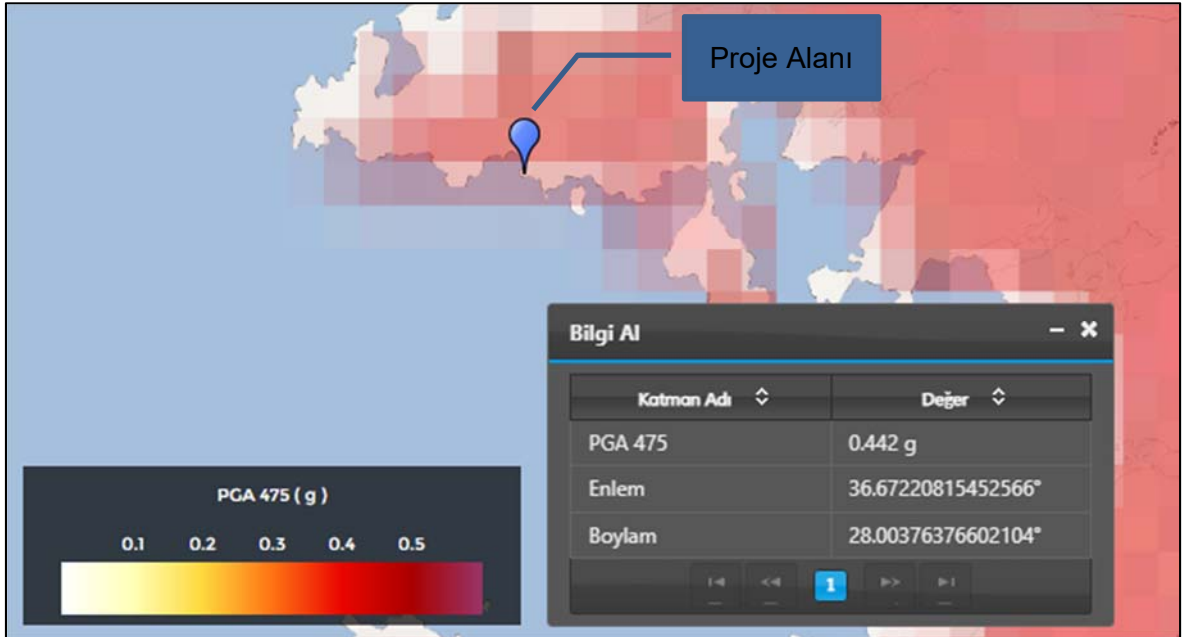 Proje Alanı
Bilgi Al
Katman Adı Değer
PGA 475 0.442 g
Enlem 36.67220815452566°
Boylam 28.00376376602104°
1
PGA 475 ( g )
0.1 0.2 0.3 0.4 0.5